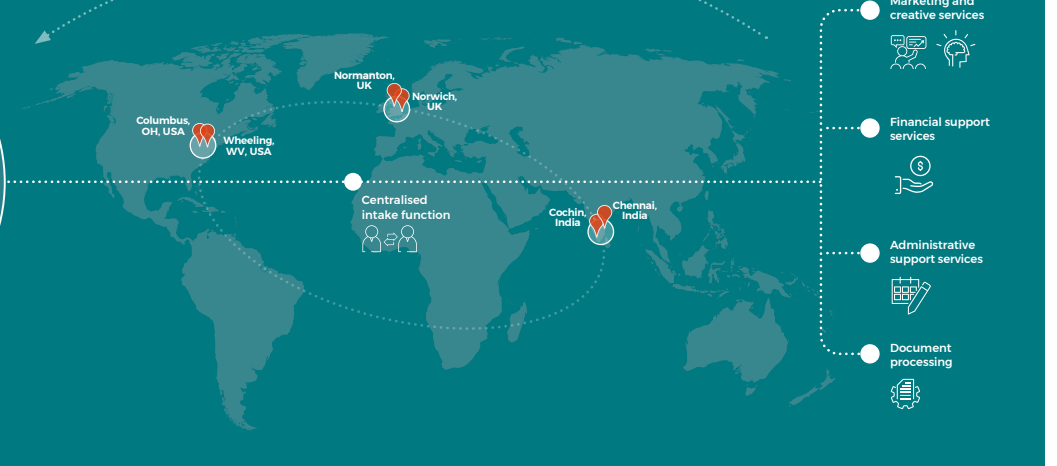 Marketing and
creative services
Normanton,
UK
Norwich,
UK
Columbus,
OH, USA
Wheeling,
WV, USA
Financial support
services
$
Centralised
intake function
Cochin,
India
Chennai,
India
Administrative
support services
Document
processing